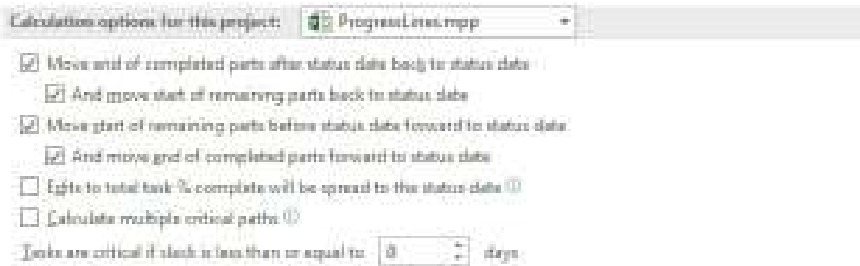 Calculation options for this project: ProgressLines.mpp
Move end of completed parts after status date back to status date
And move start of remaining parts back to status date
Move start of remaining parts before status date forward to status date
And move end of completed parts forward to status date
Edits to total task % complete will be spread to the status date
Calculate multiple critical paths
Tasks are critical if slack is less than or equal to 0 days